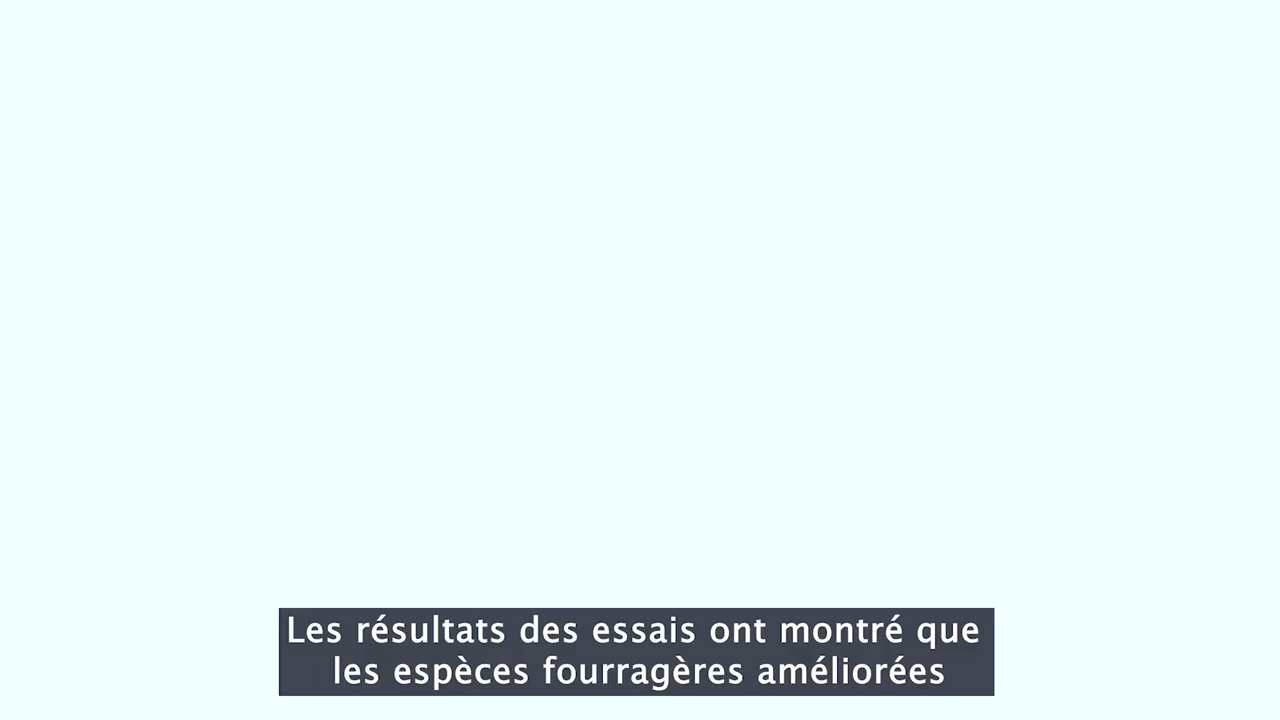 Les résultats des essais ont montré que
les espèces fourragères améliorées